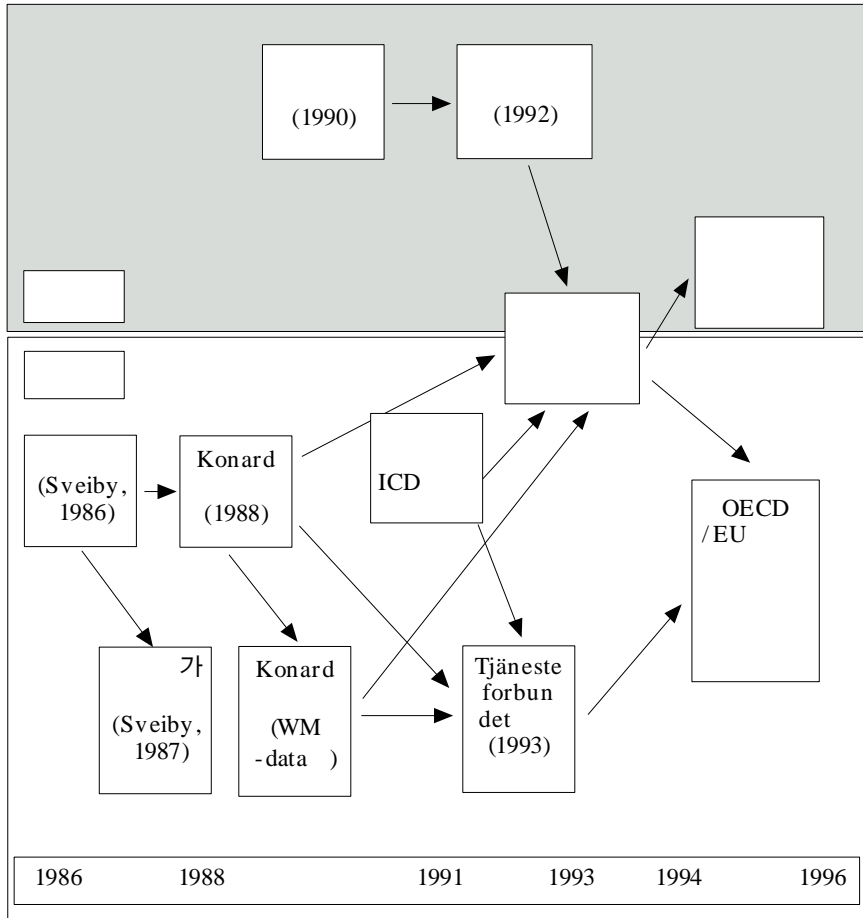 (1990)
(1992)
(Sveiby,
1986)
Konard
(1988)
ICD
OECD
/EU
가
(Sveiby,
1987)
Konard
(WM
-data )
Tjäneste
forbun
det
(1993)
1986 1988 1991 1993 1994 1996